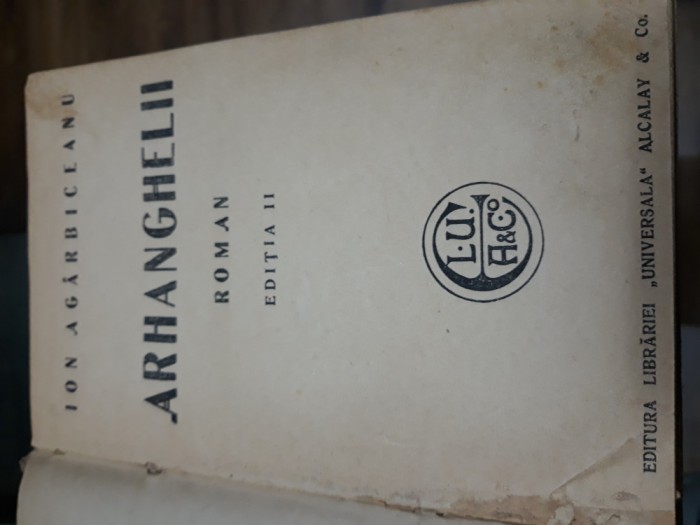 ION AGÂRBICEANU
ARHANGHELII
ROMAN
EDIȚIA II
L.U.
A&Co
EDITURA LIBRĂRIEI „UNIVERSALA“ ALCALAY & Co.